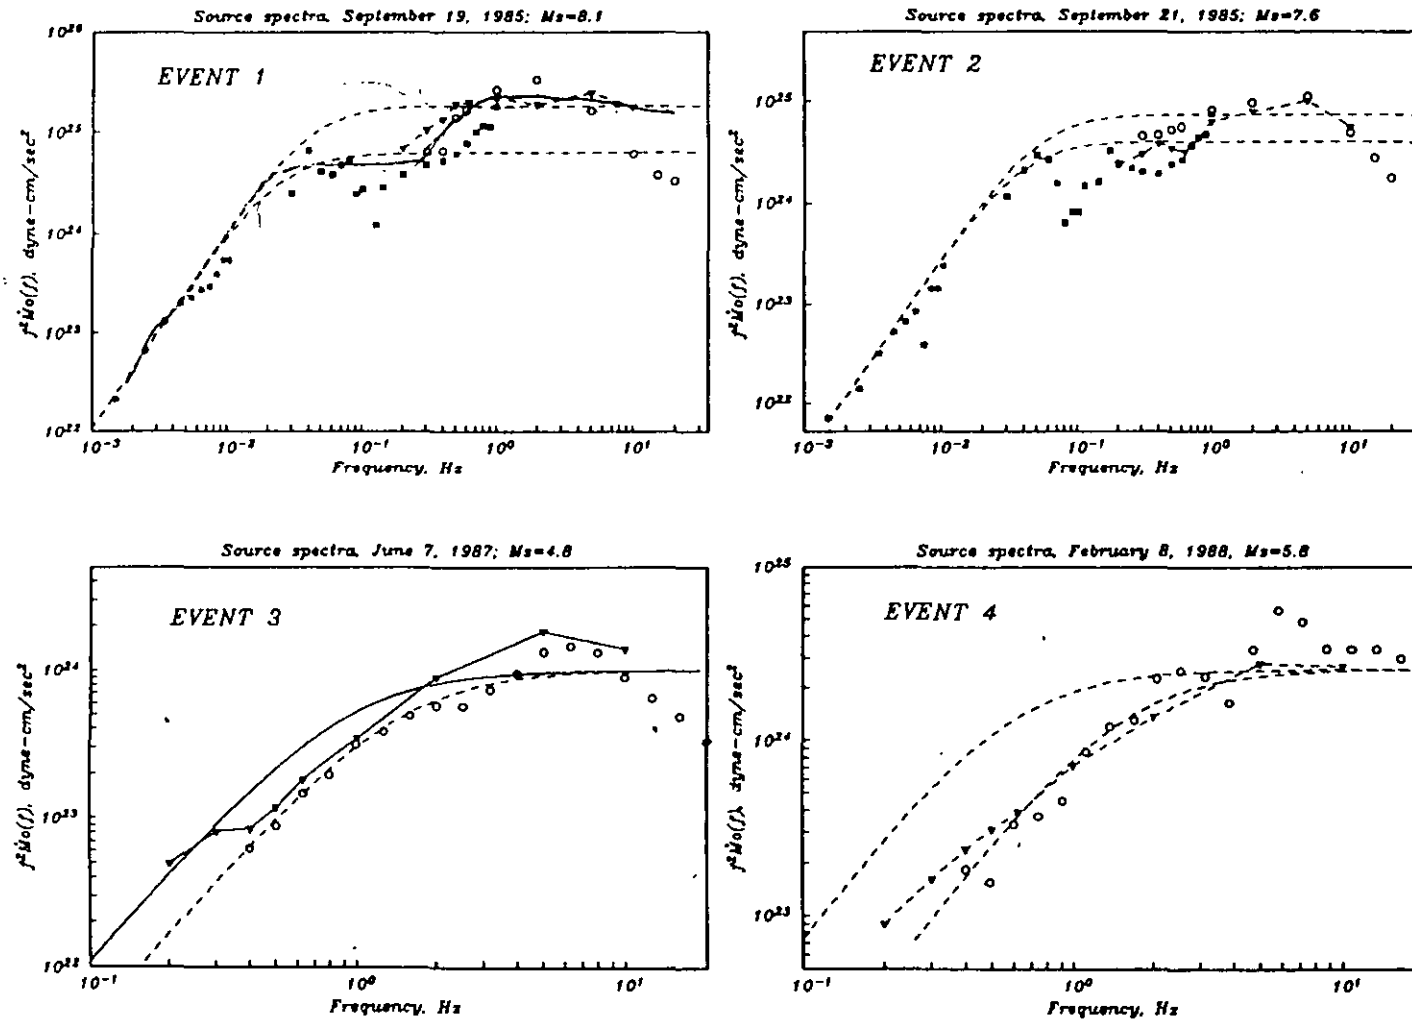 Source spectra, September 19, 1985; Ms=8.1
EVENT 1
10²⁶
10²⁵
10²⁴
10²³
10²²
f²Ṁo(f), dyne-cm/sec²
10⁻³ 10⁻² 10⁻¹ 10⁰ 10¹
Frequency, Hz
Source spectra, September 21, 1985; Ms=7.6
EVENT 2
10²⁵
10²⁴
10²³
10²²
f²Ṁo(f), dyne-cm/sec²
10⁻³ 10⁻² 10⁻¹ 10⁰ 10¹
Frequency, Hz
Source spectra, June 7, 1987; Ms=4.8
EVENT 3
10²⁴
10²³
10²²
f²Ṁo(f), dyne-cm/sec²
10⁻¹ 10⁰ 10¹
Frequency, Hz
Source spectra, February 8, 1988, Ms=5.8
EVENT 4
10²⁵
10²⁴
10²³
f²Ṁo(f), dyne-cm/sec²
10⁻¹ 10⁰ 10¹
Frequency, Hz